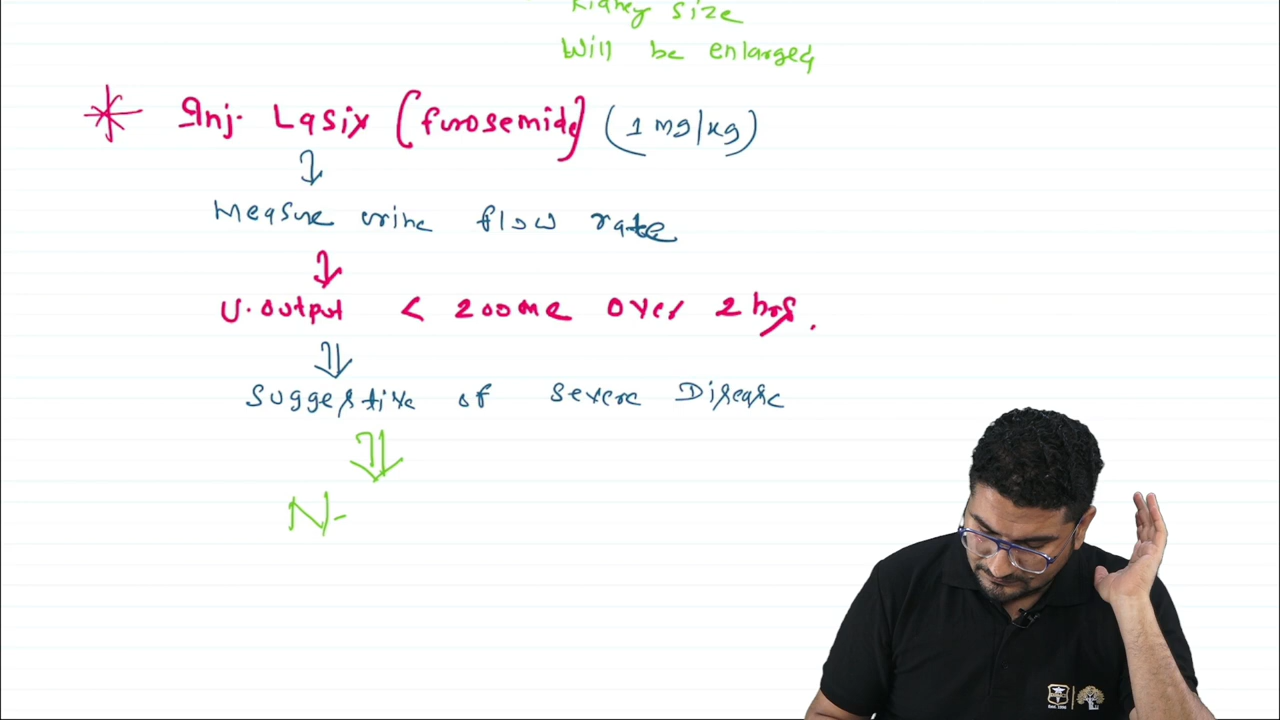 Kidney size
Will be enlarged
* Inj. Lasix (furosemide) (1 mg/kg)
↓
Measure urine flow rate
↓
U. output < 200ml over 2 hrs.
⇓
Suggestive of severe Disease
⇓
N-